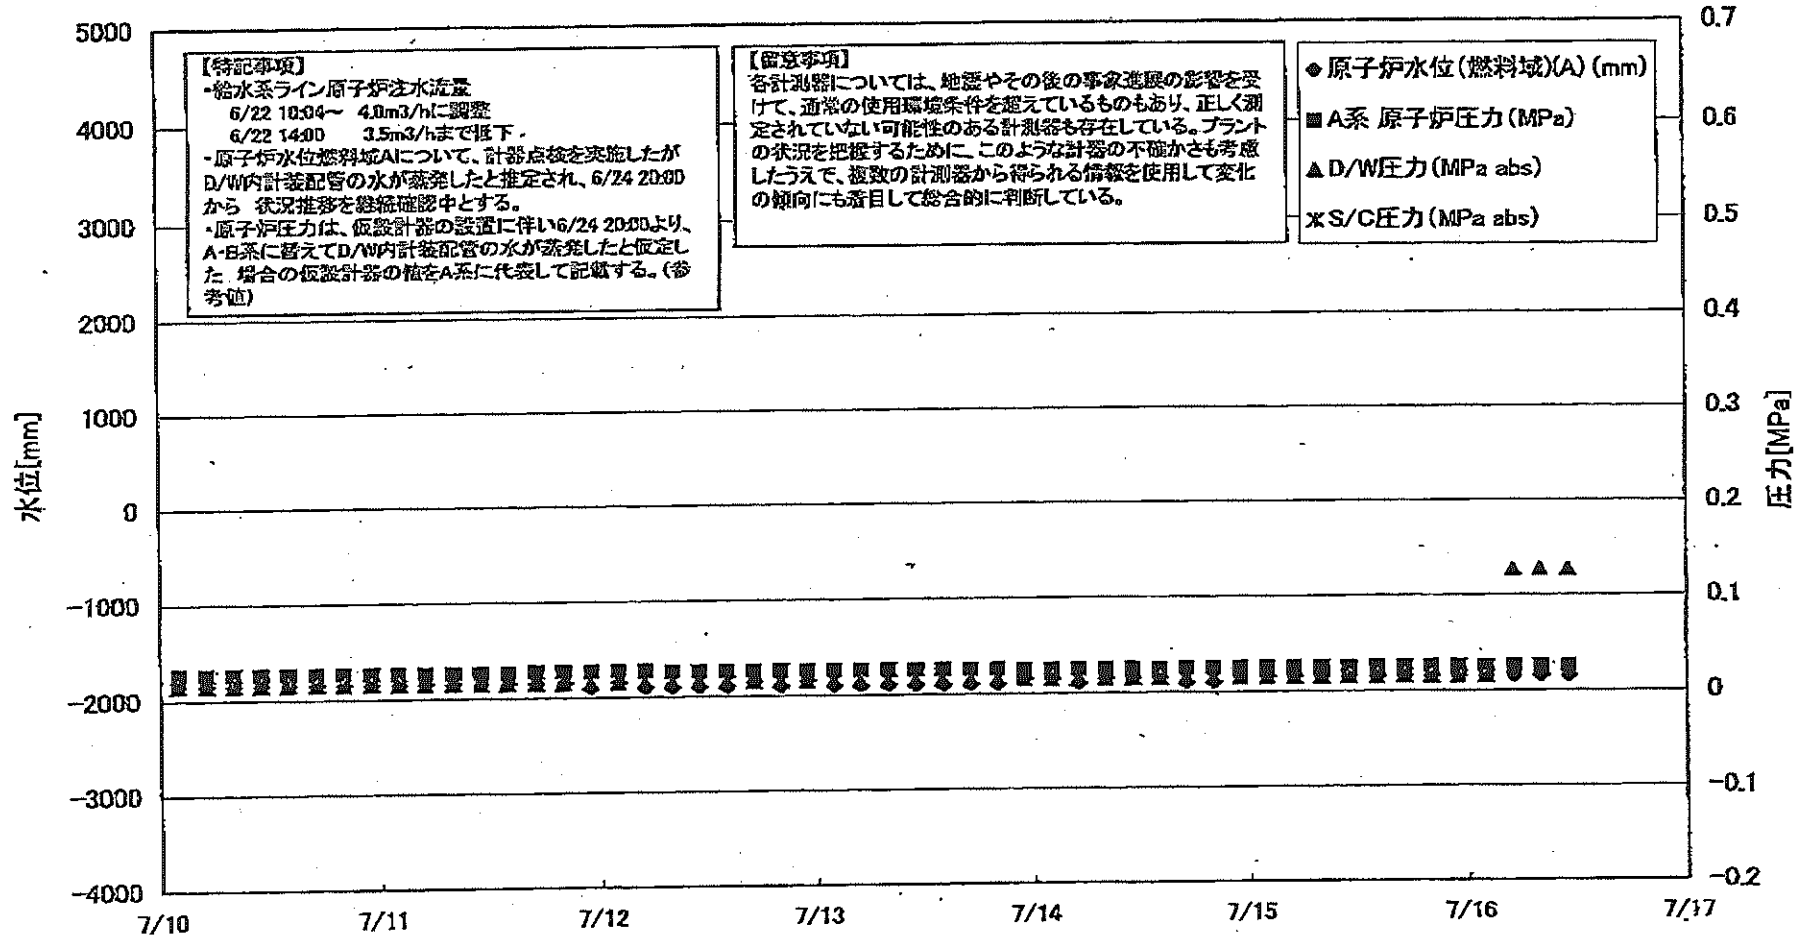 5000
4000
3000
2000
1000
0
-1000
-2000
-3000
-4000
水位[mm]
【特記事項】
・給水系ライン原子炉注水流量
6/22 10:04～ 4.0m3/hに調整
6/22 14:00 3.5m3/hまで低下。
・原子炉水位燃料域Aについて、計器点検を実施したが
D/W内計装配管の水が蒸発したと推定され、6/24 20:00
から 状況推移を継続確認中とする。
・原子炉圧力は、仮設計器の設置に伴い6/24 20:00より、
A・B系に替えてD/W内計装配管の水が蒸発したと仮定し
た 場合の仮設計器の値をA系に代表して記載する。(参
考値)
【留意事項】
各計測器については、地震やその後の事象進展の影響を受
けて、通常の使用環境条件を超えているものもあり、正しく測
定されていない可能性のある計測器も存在している。プラント
の状況を把握するために、このような計器の不確かさも考慮
したうえで、複数の計測器から得られる情報を使用して変化
の傾向にも着目して総合的に判断している。
原子炉水位(燃料域)(A) (mm)
A系 原子炉圧力(MPa)
D/W圧力(MPa abs)
S/C圧力(MPa abs)
0.7
0.6
0.5
0.4
0.3
0.2
0.1
0
-0.1
-0.2
圧力[MPa]
7/10 7/11 7/12 7/13 7/14 7/15 7/16 7/17